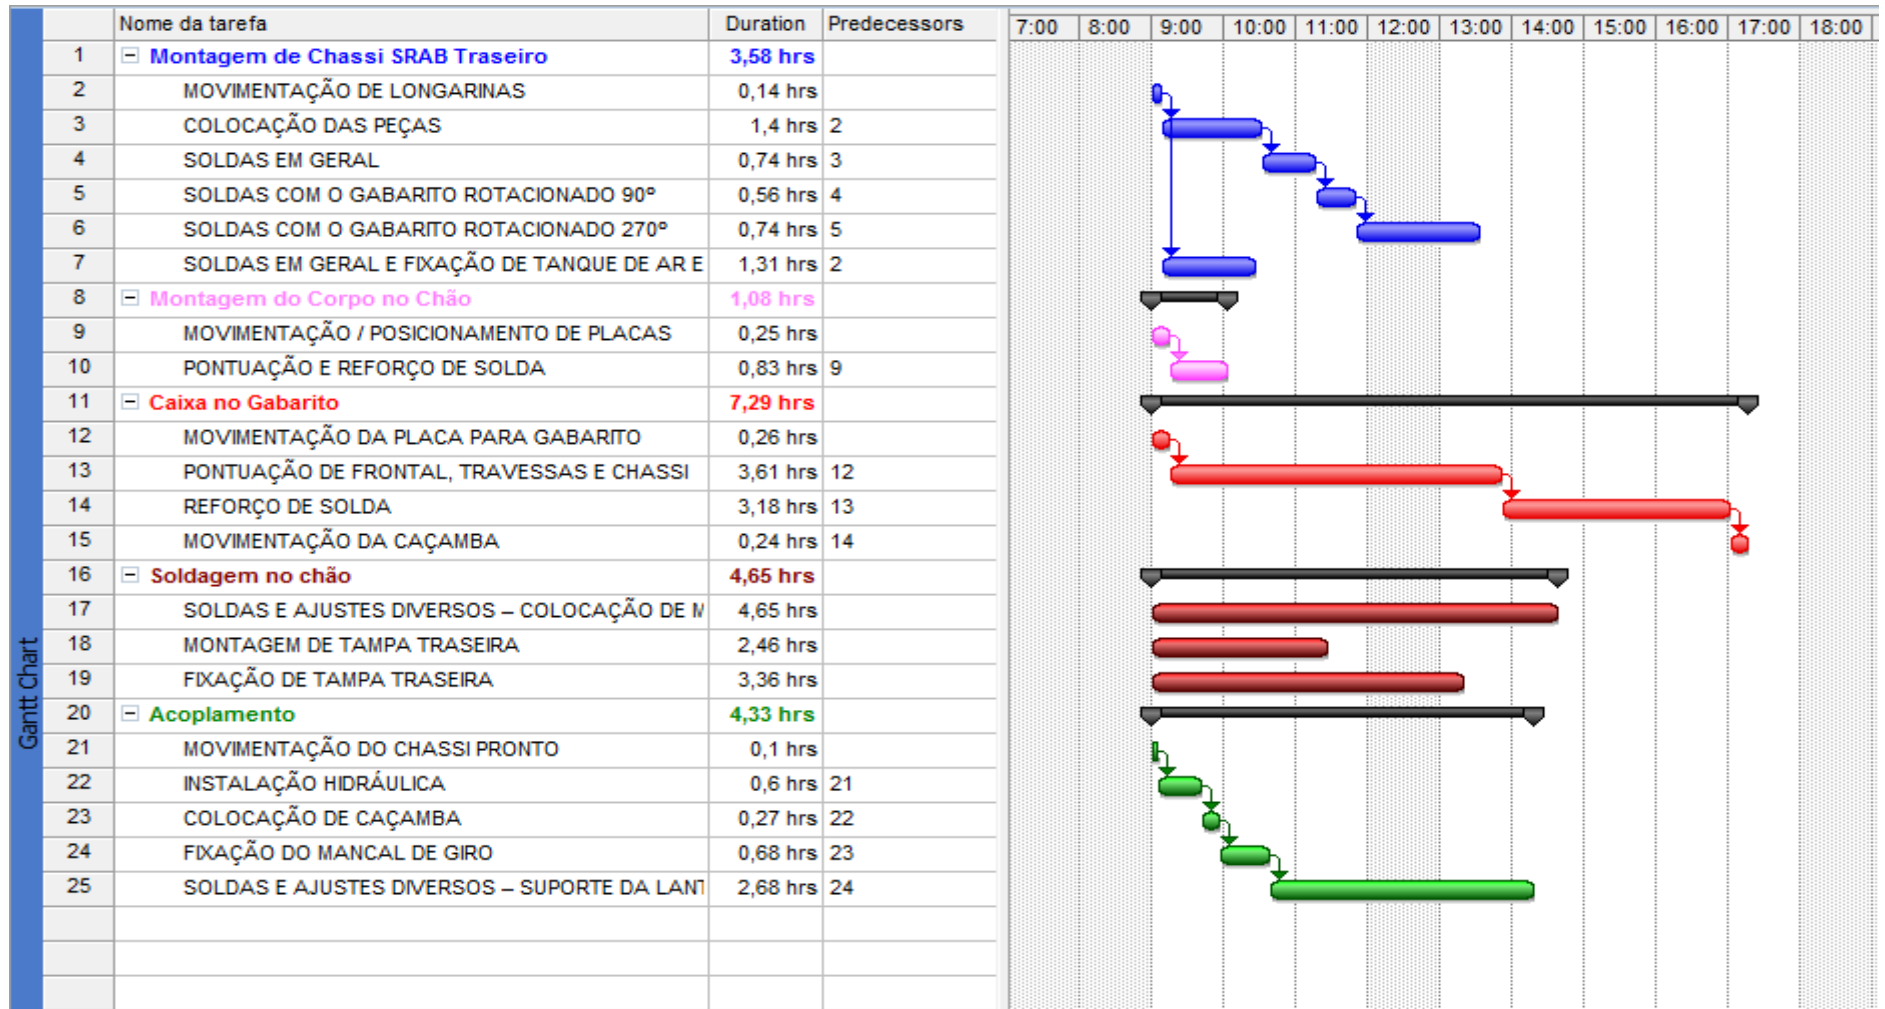 Nome da tarefa Duration Predecessors 7:00 8:00 9:00 10:00 11:00 12:00 13:00 14:00 15:00 16:00 17:00 18:00
1 Montagem de Chassi SRAB Traseiro 3,58 hrs
2 MOVIMENTAÇÃO DE LONGARINAS 0,14 hrs
3 COLOCAÇÃO DAS PEÇAS 1,4 hrs 2
4 SOLDAS EM GERAL 0,74 hrs 3
5 SOLDAS COM O GABARITO ROTACIONADO 90º 0,56 hrs 4
6 SOLDAS COM O GABARITO ROTACIONADO 270º 0,74 hrs 5
7 SOLDAS EM GERAL E FIXAÇÃO DE TANQUE DE AR E 1,31 hrs 2
8 Montagem do Corpo no Chão 1,08 hrs
9 MOVIMENTAÇÃO / POSICIONAMENTO DE PLACAS 0,25 hrs
10 PONTUAÇÃO E REFORÇO DE SOLDA 0,83 hrs 9
11 Caixa no Gabarito 7,29 hrs
12 MOVIMENTAÇÃO DA PLACA PARA GABARITO 0,26 hrs
13 PONTUAÇÃO DE FRONTAL, TRAVESSAS E CHASSI 3,61 hrs 12
14 REFORÇO DE SOLDA 3,18 hrs 13
15 MOVIMENTAÇÃO DA CAÇAMBA 0,24 hrs 14
16 Soldagem no chão 4,65 hrs
17 SOLDAS E AJUSTES DIVERSOS – COLOCAÇÃO DE 4,65 hrs
18 MONTAGEM DE TAMPA TRASEIRA 2,46 hrs
19 FIXAÇÃO DE TAMPA TRASEIRA 3,36 hrs
20 Acoplamento 4,33 hrs
21 MOVIMENTAÇÃO DO CHASSI PRONTO 0,1 hrs
22 INSTALAÇÃO HIDRÁULICA 0,6 hrs 21
23 COLOCAÇÃO DE CAÇAMBA 0,27 hrs 22
24 FIXAÇÃO DO MANCAL DE GIRO 0,68 hrs 23
25 SOLDAS E AJUSTES DIVERSOS – SUPORTE DA 2,68 hrs 24
Gantt Chart